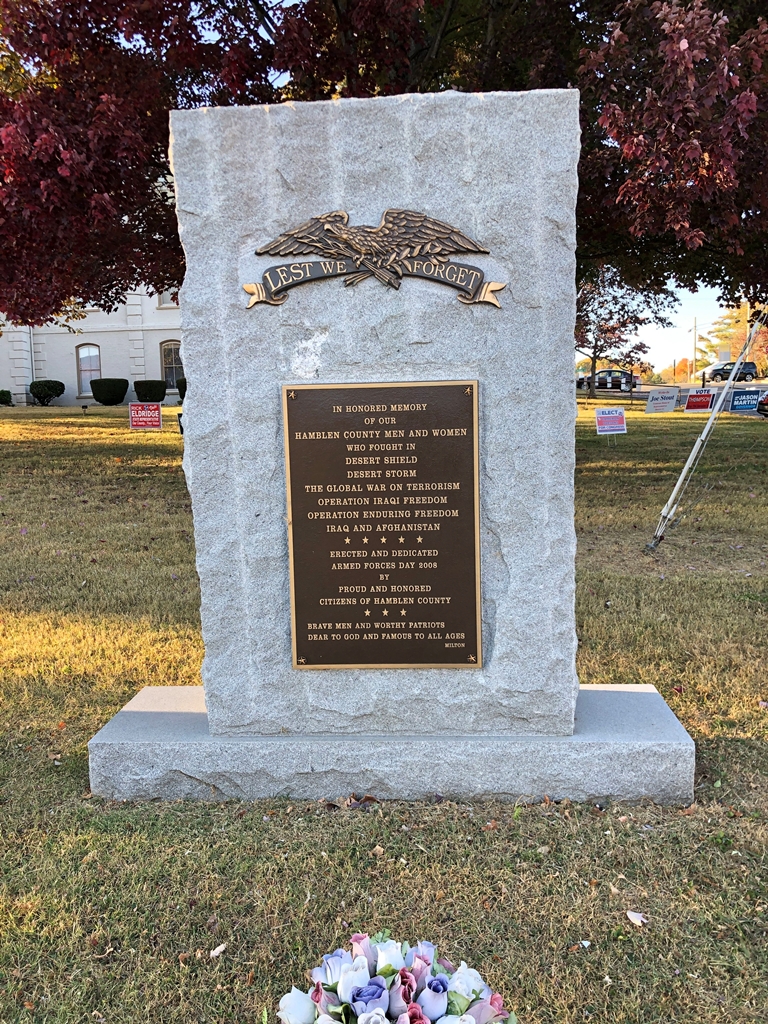 LEST WE FORGET
IN HONORED MEMORY
OF OUR
HAMBLEN COUNTY MEN AND WOMEN
WHO FOUGHT IN
DESERT SHIELD
DESERT STORM
THE GLOBAL WAR ON TERRORISM
OPERATION IRAQI FREEDOM
OPERATION ENDURING FREEDOM
IRAQ AND AFGHANISTAN
ERECTED AND DEDICATED
ARMED FORCES DAY 2008
BY
PROUD AND HONORED
CITIZENS OF HAMBLEN COUNTY
BRAVE MEN AND WORTHY PATRIOTS
DEAR TO GOD AND FAMOUS TO ALL AGES
MILTON
RICK
ELDRIDGE
ELECT
Joe Stout
VOTE
THOMPSON
JASON
MARTIN